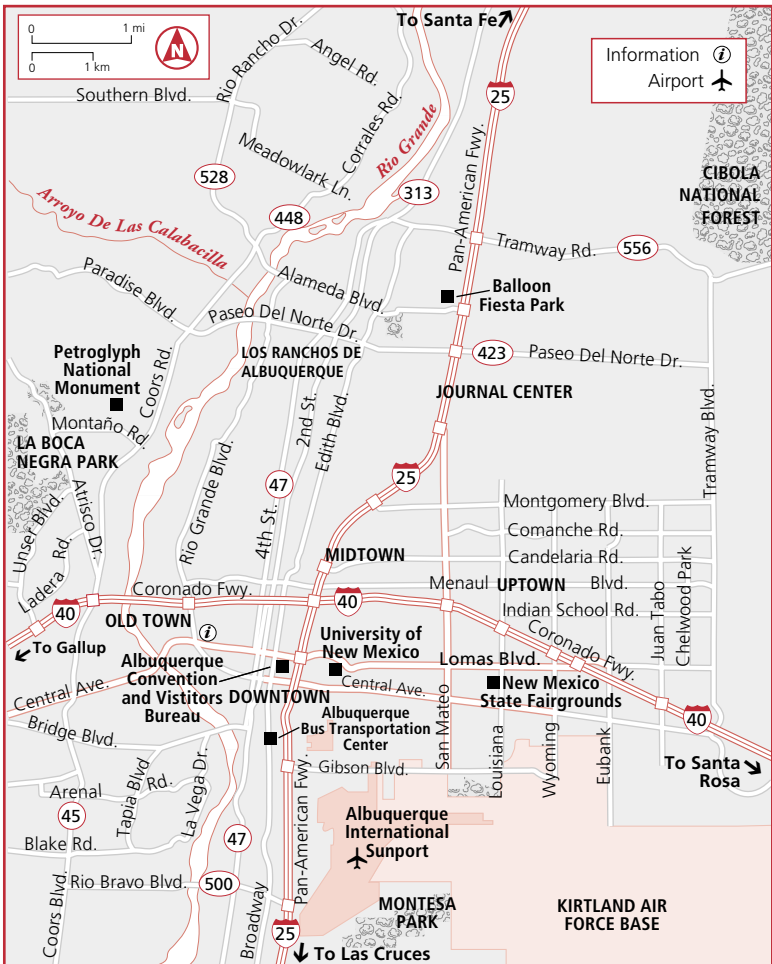 To Santa Fe
0 1 mi
0 1 km
N
Information i
Airport
Rio Rancho Dr.
Angel Rd.
Southern Blvd.
25
Corrales Rd.
Rio Grande
Pan-American Fwy.
Meadowlark Ln.
528
313
CIBOLA
NATIONAL
FOREST
Arroyo De Las Calabacilla
448
Tramway Rd.
556
Paradise Blvd.
Alameda Blvd.
Balloon
Fiesta Park
Paseo Del Norte Dr.
423
Paseo Del Norte Dr.
Petroglyph
National
Monument
LOS RANCHOS DE
ALBUQUERQUE
Coors Rd.
JOURNAL CENTER
2nd St.
Edith Blvd.
Tramway Blvd.
Montaño Rd.
LA BOCA
NEGRA PARK
Atrisco Dr.
Rio Grande Blvd.
47
25
4th St.
Unser Blvd.
Ladera Rd.
Montgomery Blvd.
Comanche Rd.
MIDTOWN
Candelaria Rd.
Coronado Fwy.
Menaul Blvd.
UPTOWN
40
40
Indian School Rd.
Juan Tabo
Chelwood Park
OLD TOWN
i
To Gallup
University of
New Mexico
Coronado Fwy.
Lomas Blvd.
Albuquerque
Convention
and Vistitors
Bureau
Central Ave.
DOWNTOWN
Central Ave.
New Mexico
State Fairgrounds
San Mateo
Louisiana
Wyoming
Eubank
40
Bridge Blvd.
Albuquerque
Bus Transportation
Center
To Santa
Rosa
Gibson Blvd.
Arenal Rd.
Tapia Blvd
La Vega Dr.
45
Blake Rd.
47
Pan-American Fwy.
Albuquerque
International
Sunport
Rio Bravo Blvd.
500
Coors Blvd.
Broadway
MONTESA
PARK
KIRTLAND AIR
FORCE BASE
25
To Las Cruces